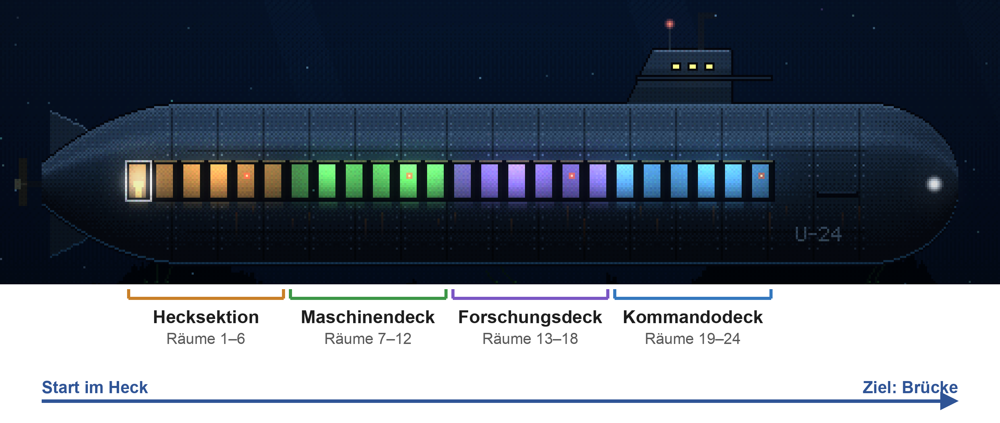 U-24
Hecksektion
Räume 1–6
Maschinendeck
Räume 7–12
Forschungsdeck
Räume 13–18
Kommandodeck
Räume 19–24
Start im Heck
Ziel: Brücke